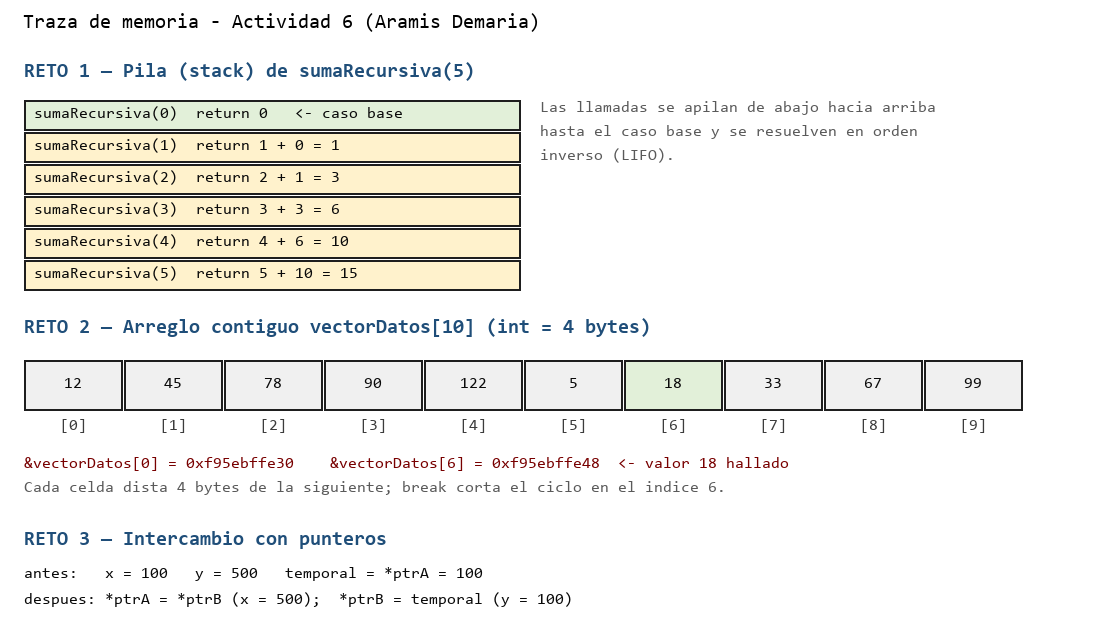 Traza de memoria - Actividad 6 (Aramis Demaria)
RETO 1 — Pila (stack) de sumaRecursiva(5)
sumaRecursiva(0)  return 0   <- caso base
sumaRecursiva(1)  return 1 + 0 = 1
sumaRecursiva(2)  return 2 + 1 = 3
sumaRecursiva(3)  return 3 + 3 = 6
sumaRecursiva(4)  return 4 + 6 = 10
sumaRecursiva(5)  return 5 + 10 = 15
Las llamadas se apilan de abajo hacia arriba
hasta el caso base y se resuelven en orden
inverso (LIFO).
RETO 2 — Arreglo contiguo vectorDatos[10] (int = 4 bytes)
12 45 78 90 122 5 18 33 67 99
[0] [1] [2] [3] [4] [5] [6] [7] [8] [9]
&vectorDatos[0] = 0xf95ebffe30    &vectorDatos[6] = 0xf95ebffe48  <- valor 18 hallado
Cada celda dista 4 bytes de la siguiente; break corta el ciclo en el indice 6.
RETO 3 — Intercambio con punteros
antes:   x = 100   y = 500   temporal = *ptrA = 100
despues: *ptrA = *ptrB (x = 500);  *ptrB = temporal (y = 100)